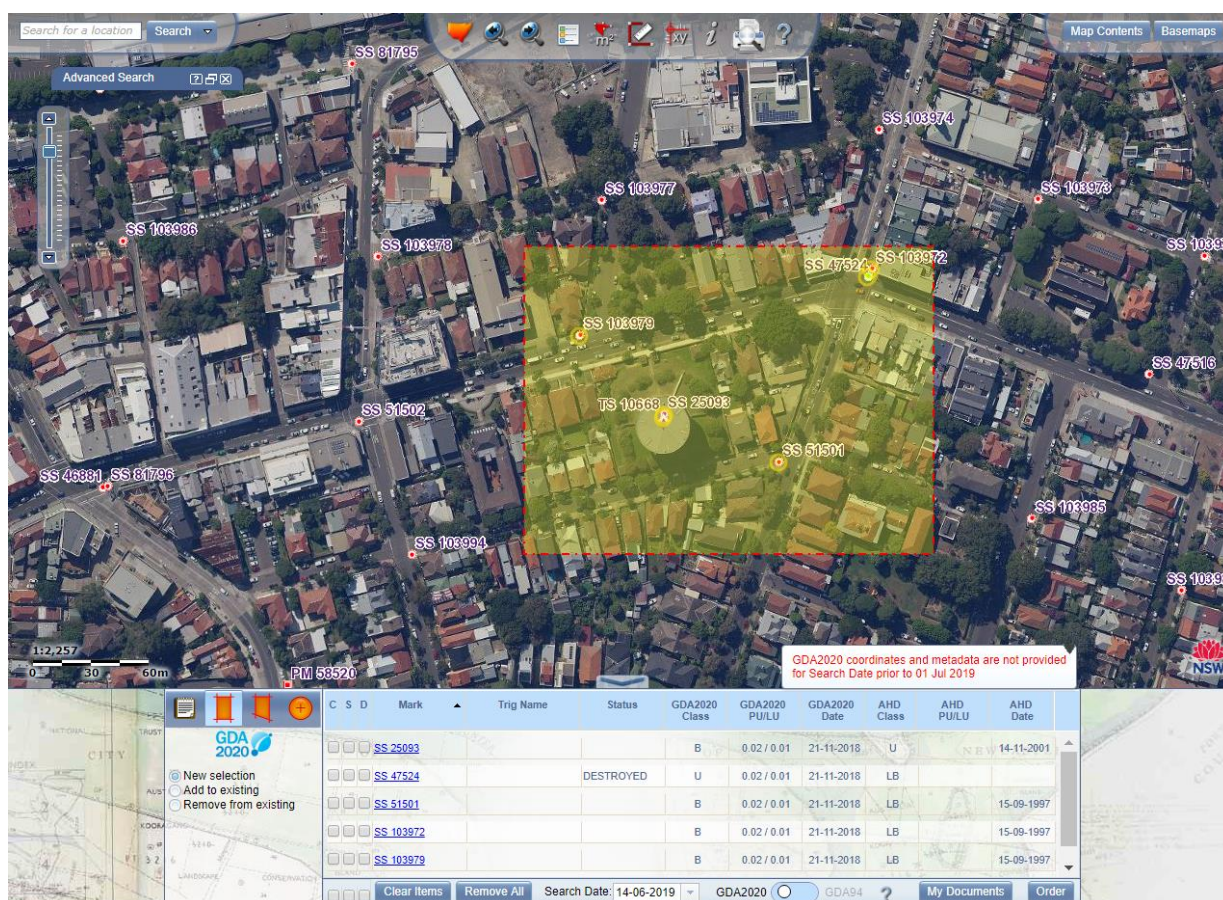 Search for a location Search
Map Contents Basemaps
m² xy i ?
SS 81795
Advanced Search ?
SS 103974
SS 103977
SS 103973
SS 103986
SS 103978
SS 47524 SS 103972
SS 103979
SS 47516
TS 10668 SS 25093
SS 51502
SS 51501
SS 46881 SS 81796
SS 103985
SS 103994
1:2,257
0 30 60m
PM 58520
GDA2020 coordinates and metadata are not provided
for Search Date prior to 01 Jul 2019
NSW
C S D Mark Trig Name Status GDA2020 Class GDA2020 PU/LU GDA2020 Date AHD Class AHD PU/LU AHD Date
GDA
2020
New selection
Add to existing
Remove from existing
SS 25093 B 0.02 / 0.01 21-11-2018 U 14-11-2001
SS 47524 DESTROYED U 0.02 / 0.01 21-11-2018 LB
SS 51501 B 0.02 / 0.01 21-11-2018 LB 15-09-1997
SS 103972 B 0.02 / 0.01 21-11-2018 LB 15-09-1997
SS 103979 B 0.02 / 0.01 21-11-2018 LB 15-09-1997
Clear Items Remove All Search Date: 14-06-2019 GDA2020 GDA94 ? My Documents Order
CITY
LANDSCAPE CONSERVATION